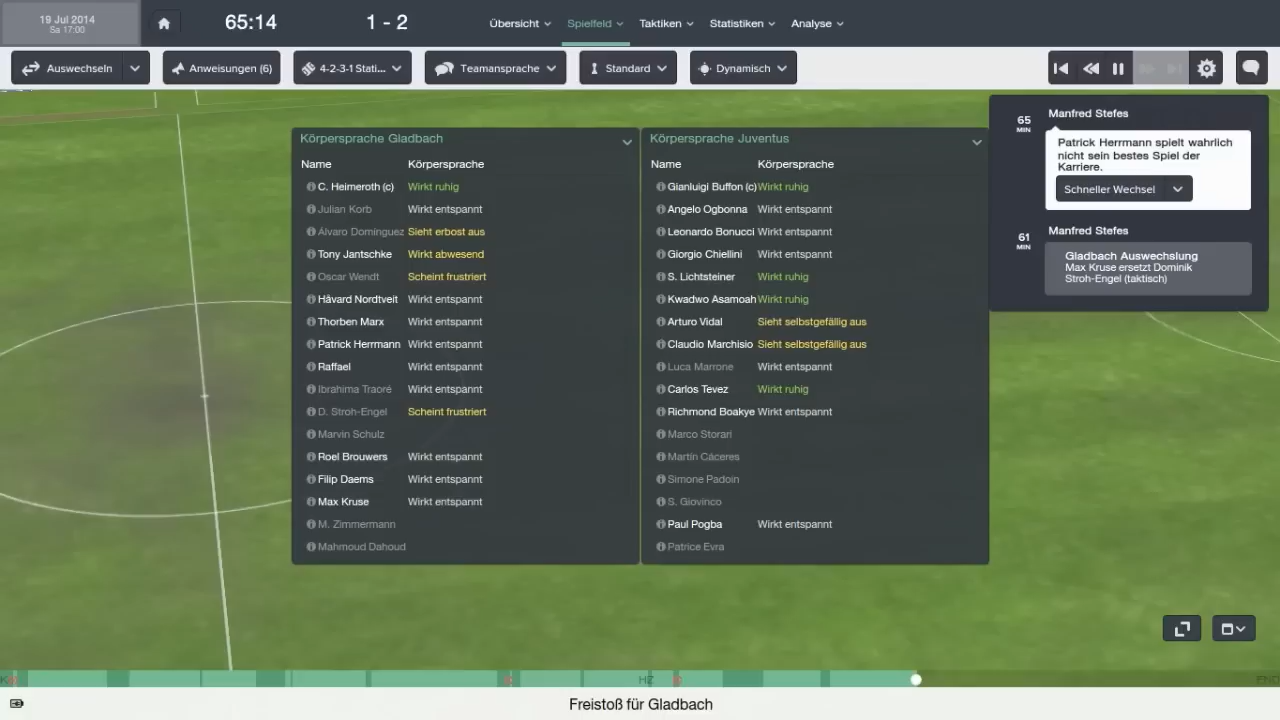 19 Jul 2014
Sa 17:00
65:14
1 - 2
Übersicht
Spielfeld
Taktiken
Statistiken
Analyse
Auswechseln
Anweisungen (6)
4-2-3-1 Stati...
Teamansprache
Standard
Dynamisch
Körpersprache Gladbach
Name Körpersprache
C. Heimeroth (c) Wirkt ruhig
Julian Korb Wirkt entspannt
Álvaro Domínguez Sieht erbost aus
Tony Jantschke Wirkt abwesend
Oscar Wendt Scheint frustriert
Håvard Nordtveit Wirkt entspannt
Thorben Marx Wirkt entspannt
Patrick Herrmann Wirkt entspannt
Raffael Wirkt entspannt
Ibrahima Traoré Wirkt entspannt
D. Stroh-Engel Scheint frustriert
Marvin Schulz
Roel Brouwers Wirkt entspannt
Filip Daems Wirkt entspannt
Max Kruse Wirkt entspannt
M. Zimmermann
Mahmoud Dahoud
Körpersprache Juventus
Name Körpersprache
Gianluigi Buffon (c) Wirkt ruhig
Angelo Ogbonna Wirkt entspannt
Leonardo Bonucci Wirkt entspannt
Giorgio Chiellini Wirkt entspannt
S. Lichtsteiner Wirkt ruhig
Kwadwo Asamoah Wirkt ruhig
Arturo Vidal Sieht selbstgefällig aus
Claudio Marchisio Sieht selbstgefällig aus
Luca Marrone Wirkt entspannt
Carlos Tevez Wirkt ruhig
Richmond Boakye Wirkt entspannt
Marco Storari
Martín Cáceres
Simone Padoin
S. Giovinco
Paul Pogba Wirkt entspannt
Patrice Evra
65 MIN
Manfred Stefes
Patrick Herrmann spielt wahrlich
nicht sein bestes Spiel der
Karriere.
Schneller Wechsel
61 MIN
Manfred Stefes
Gladbach Auswechslung
Max Kruse ersetzt Dominik
Stroh-Engel (taktisch)
HZ
END
Freistoß für Gladbach